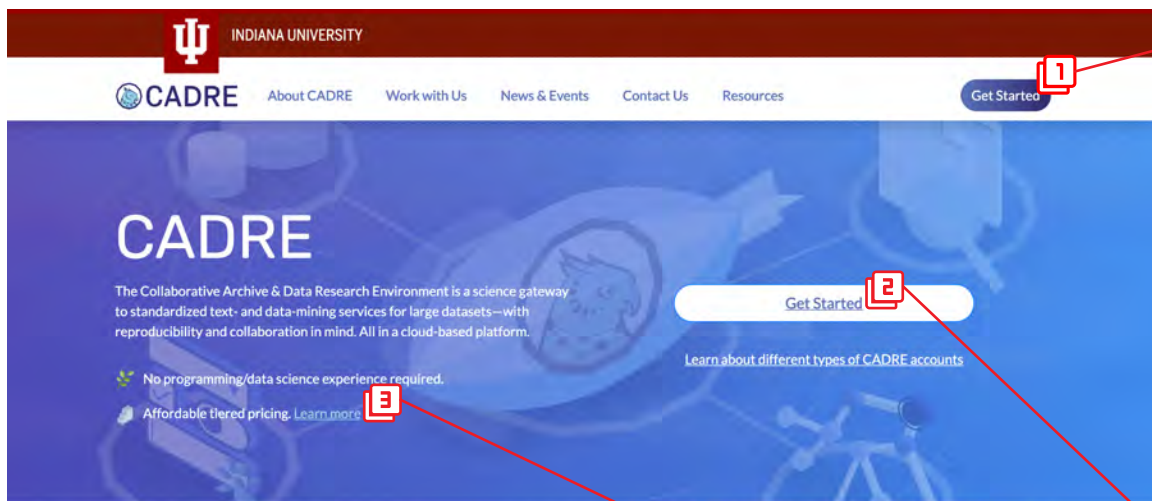 INDIANA UNIVERSITY
CADRE
About CADRE
Work with Us
News & Events
Contact Us
Resources
Get Started
1
CADRE
The Collaborative Archive & Data Research Environment is a science gateway
to standardized text- and data-mining services for large datasets—with
reproducibility and collaboration in mind. All in a cloud-based platform.
No programming/data science experience required.
Affordable tiered pricing. Learn more
3
Get Started
2
Learn about different types of CADRE accounts